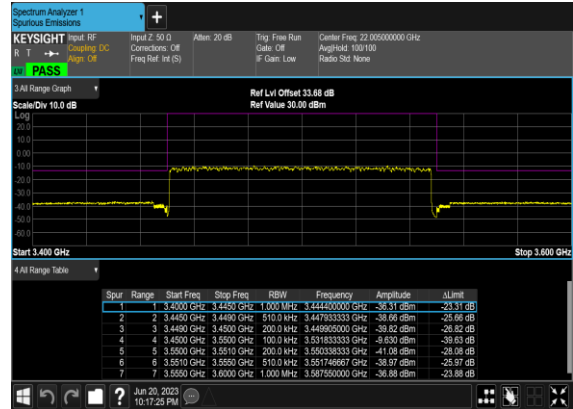 Spectrum Analyzer 1
Spurious Emissions
KEYSIGHT Input: RF Input Z: 50 Ω Atten: 20 dB Trig: Free Run Center Freq: 22.005000000 GHz
R T Coupling: DC Corrections: Off Gate: Off Avg|Hold: 100/100
Align: Off Freq Ref: Int (S) IF Gain: Low Radio Std: None
PASS
3 All Range Graph
Ref Lvl Offset 33.68 dB
Scale/Div 10.0 dB Ref Value 30.00 dBm
Log
20.0
10.0
0.00
-10.0
-20.0
-30.0
-40.0
-50.0
-60.0
Start 3.400 GHz Stop 3.600 GHz
4 All Range Table
Spur Range Start Freq Stop Freq RBW Frequency Amplitude ΔLimit
1 1 3.4000 GHz 3.4450 GHz 1.000 MHz 3.444400000 GHz -36.31 dBm -23.31 dB
2 2 3.4450 GHz 3.4490 GHz 510.0 kHz 3.447933333 GHz -38.66 dBm -25.66 dB
3 3 3.4490 GHz 3.4500 GHz 200.0 kHz 3.449905000 GHz -39.82 dBm -26.82 dB
4 4 3.4500 GHz 3.5500 GHz 100.0 kHz 3.531833333 GHz -9.630 dBm -39.63 dB
5 5 3.5500 GHz 3.5510 GHz 200.0 kHz 3.550338333 GHz -41.08 dBm -28.08 dB
6 6 3.5510 GHz 3.5550 GHz 510.0 kHz 3.551746667 GHz -38.97 dBm -25.97 dB
7 7 3.5550 GHz 3.6000 GHz 1.000 MHz 3.587550000 GHz -36.88 dBm -23.88 dB
Jun 20, 2023
10:17:25 PM